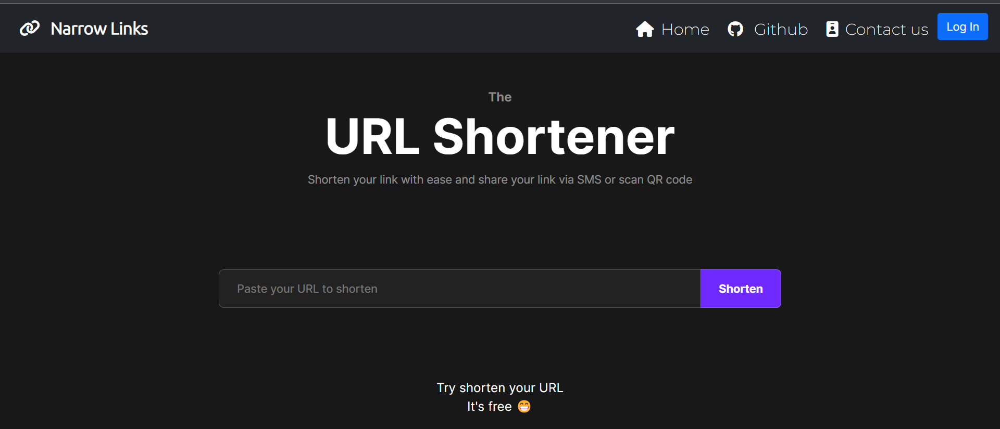 Narrow Links
Home
Github
Contact us
Log In
The
URL Shortener
Shorten your link with ease and share your link via SMS or scan QR code
Paste your URL to shorten
Shorten
Try shorten your URL
It's free 😁